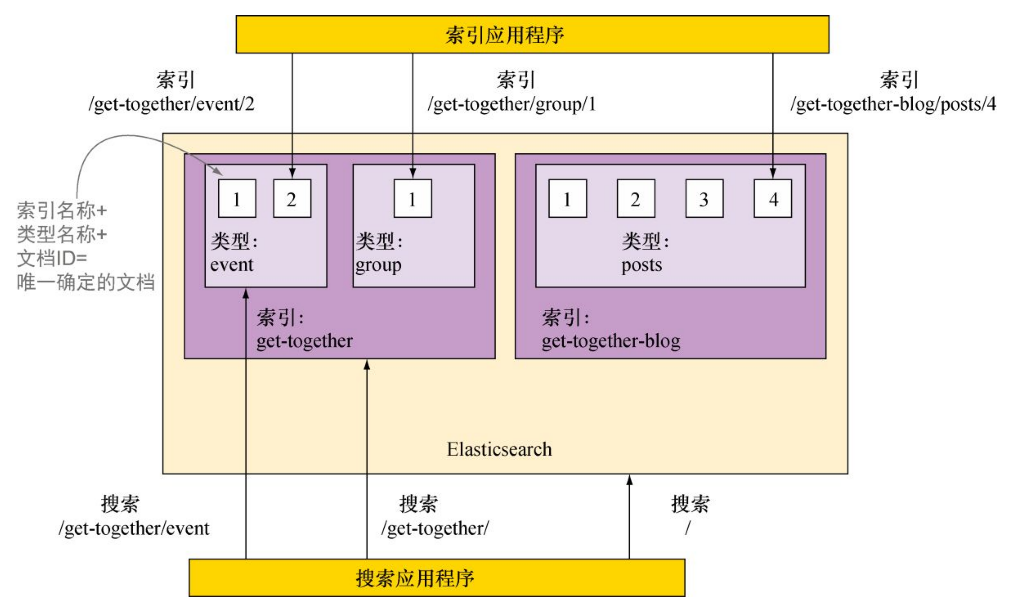 索引应用程序
索引
/get-together/event/2
索引
/get-together/group/1
索引
/get-together-blog/posts/4
索引名称+
类型名称+
文档ID=
唯一确定的文档
1
2
类型：
event
1
类型：
group
索引：
get-together
1
2
3
4
类型：
posts
索引：
get-together-blog
Elasticsearch
搜索
/get-together/event
搜索
/get-together/
搜索
/
搜索应用程序